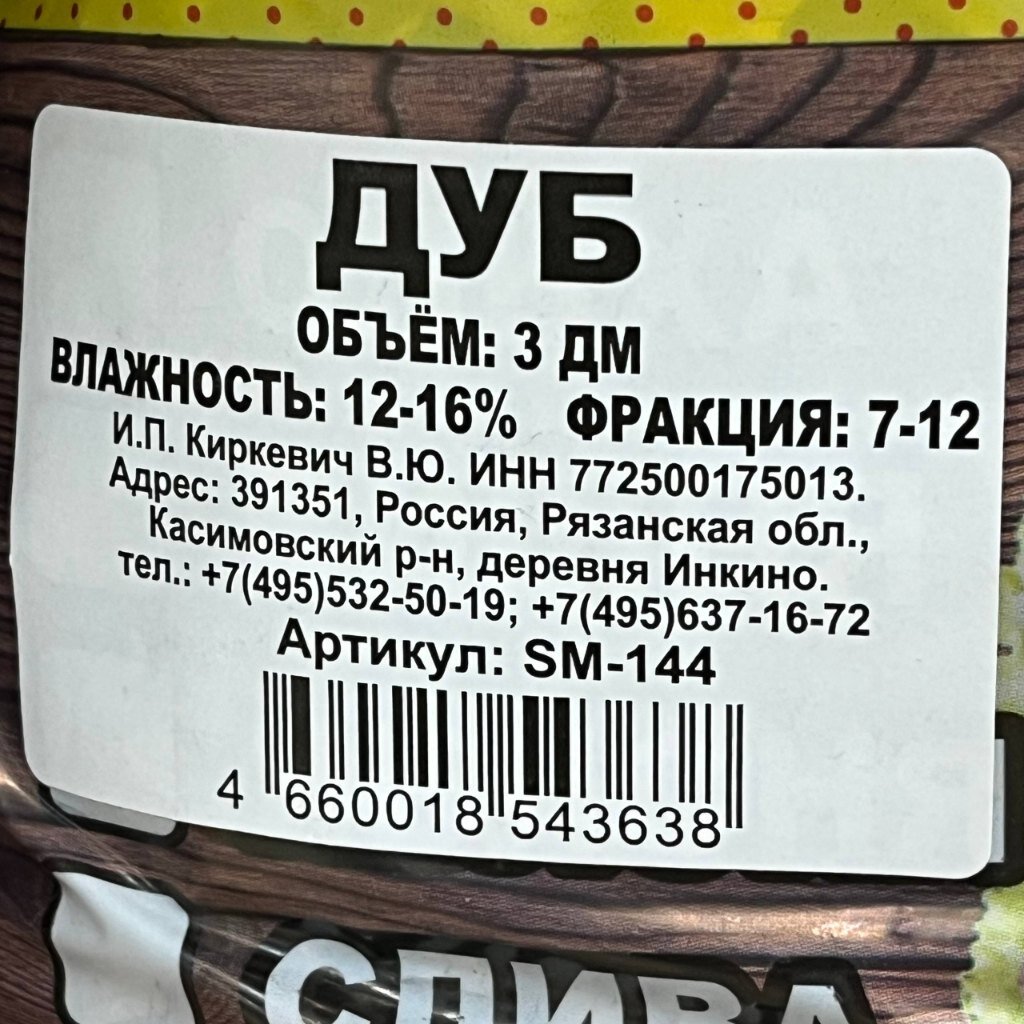 ДУБ
ОБЪЁМ: 3 ДМ
ВЛАЖНОСТЬ: 12-16% ФРАКЦИЯ: 7-12
И.П. Киркевич В.Ю. ИНН 772500175013.
Адрес: 391351, Россия, Рязанская обл.,
Касимовский р-н, деревня Инкино.
тел.: +7(495)532-50-19; +7(495)637-16-72
Артикул: SM-144
4 660018 543638
СЛИВА